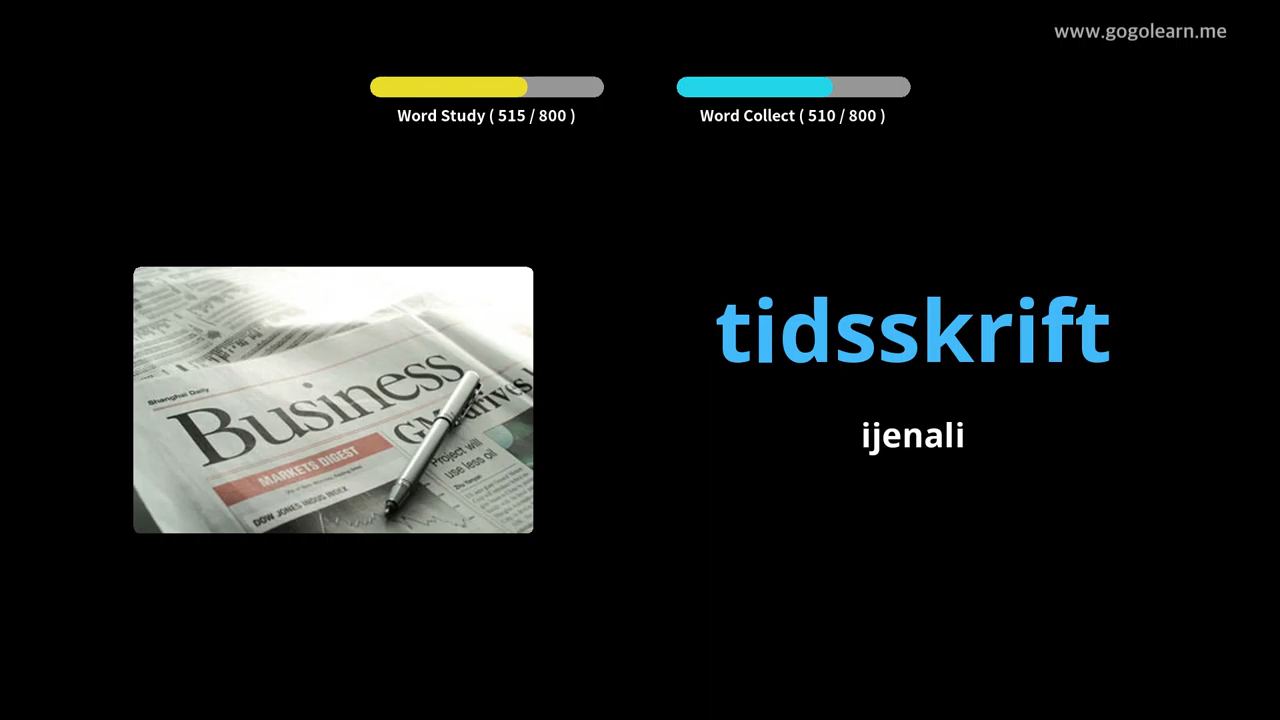 www.gogolearn.me
Word Study ( 515 / 800 )
Word Collect ( 510 / 800 )
tidsskrift
ijenali
Shanghai Daily
Business
MARKETS DIGEST
DOW JONES INDUS INDEX
Project will
use less oil